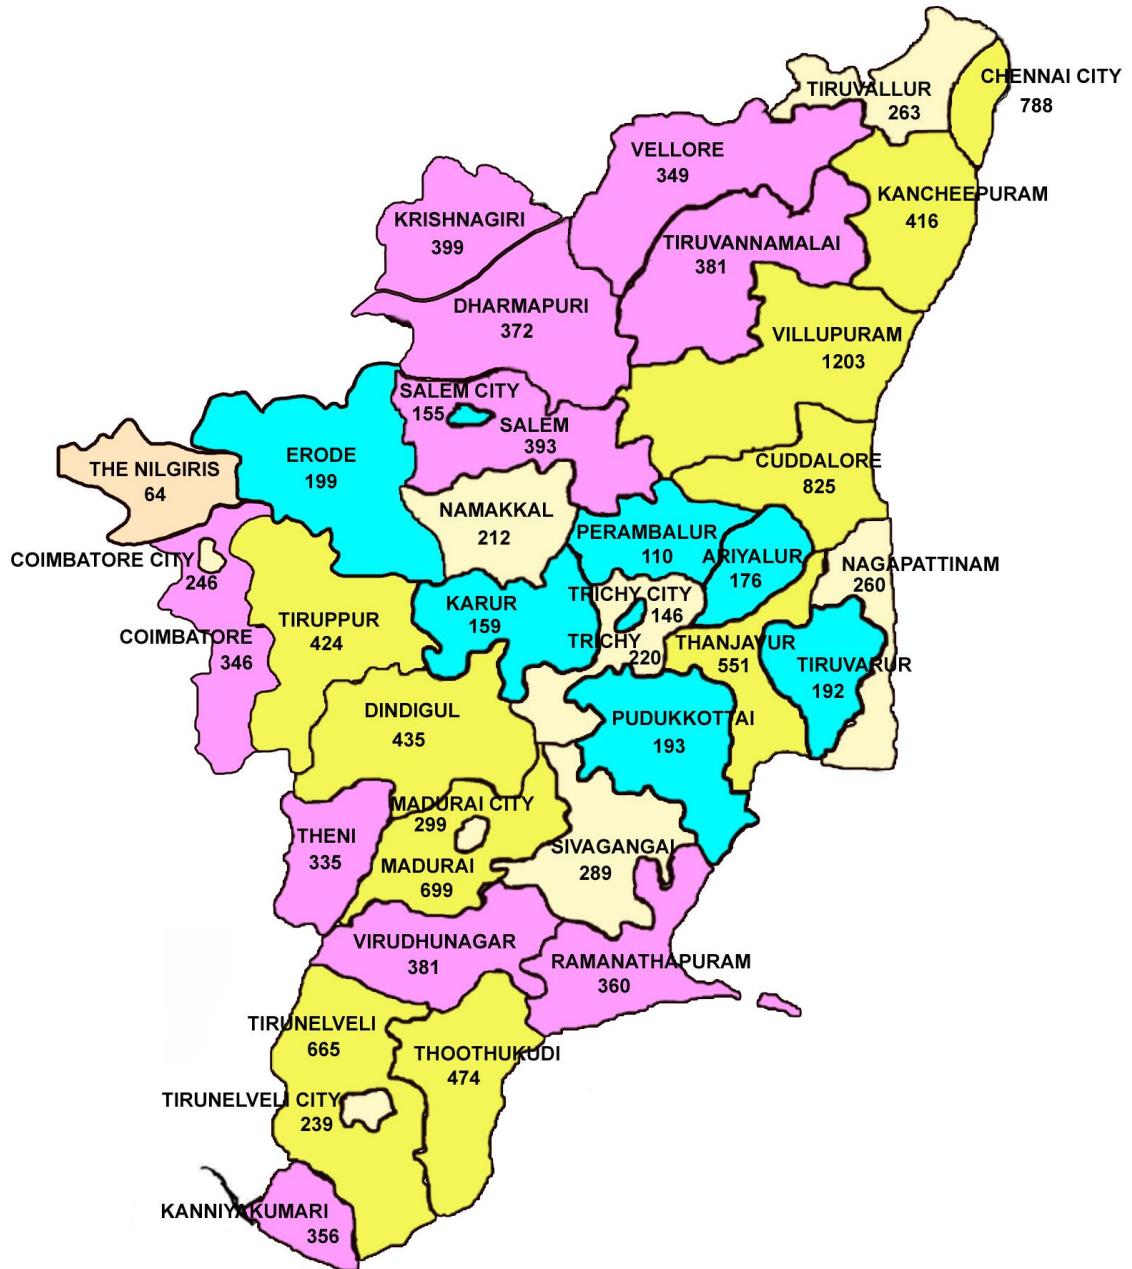 CHENNAI CITY
788
TIRUVALLUR
263
VELLORE
349
KANCHEEPURAM
416
KRISHNAGIRI
399
TIRUVANNAMALAI
381
DHARMAPURI
372
VILLUPURAM
1203
SALEM CITY
155
SALEM
393
ERODE
199
THE NILGIRIS
64
CUDDALORE
825
NAMAKKAL
212
PERAMBALUR
110
ARIYALUR
176
NAGAPATTINAM
260
COIMBATORE CITY
246
KARUR
159
TRICHY CITY
146
TIRUPPUR
424
COIMBATORE
346
TRICHY
220
THANJAVUR
551
TIRUVARUR
192
DINDIGUL
435
PUDUKKOTTAI
193
MADURAI CITY
299
THENI
335
MADURAI
699
SIVAGANGAI
289
VIRUDHUNAGAR
381
RAMANATHAPURAM
360
TIRUNELVELI
665
THOOTHUKUDI
474
TIRUNELVELI CITY
239
KANNIYAKUMARI
356